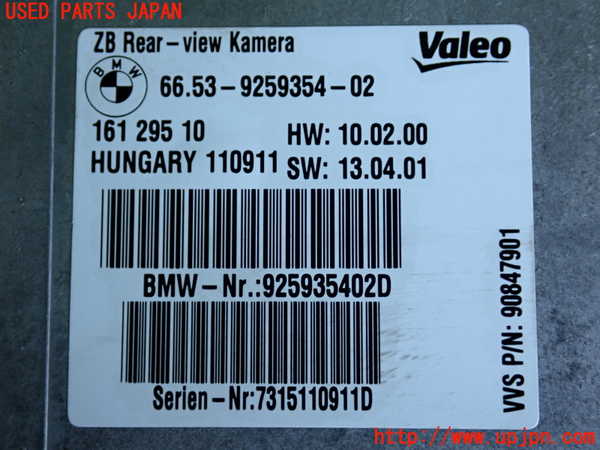 USED PARTS JAPAN
ZB Rear-view Kamera
Valeo
BMW
66.53-9259354-02
161 295 10
HW: 10.02.00
HUNGARY 110911
SW: 13.04.01
BMW-Nr.:925935402D
Serien-Nr:7315110911D
VVS P/N: 90847901
http://www.upjpn.com/